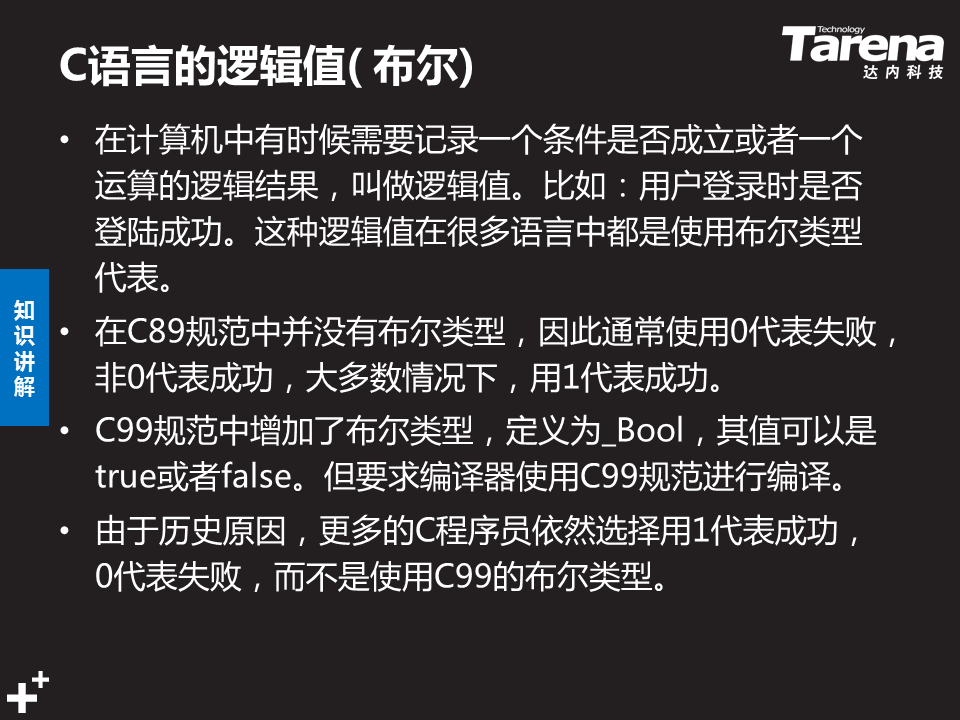 C语言的逻辑值( 布尔)
Technology
Tarena
达内科技
• 在计算机中有时候需要记录一个条件是否成立或者一个
运算的逻辑结果，叫做逻辑值。比如：用户登录时是否
登陆成功。这种逻辑值在很多语言中都是使用布尔类型
代表。
知识讲解
• 在C89规范中并没有布尔类型，因此通常使用0代表失败，
非0代表成功，大多数情况下，用1代表成功。
• C99规范中增加了布尔类型，定义为_Bool，其值可以是
true或者false。但要求编译器使用C99规范进行编译。
• 由于历史原因，更多的C程序员依然选择用1代表成功，
0代表失败，而不是使用C99的布尔类型。